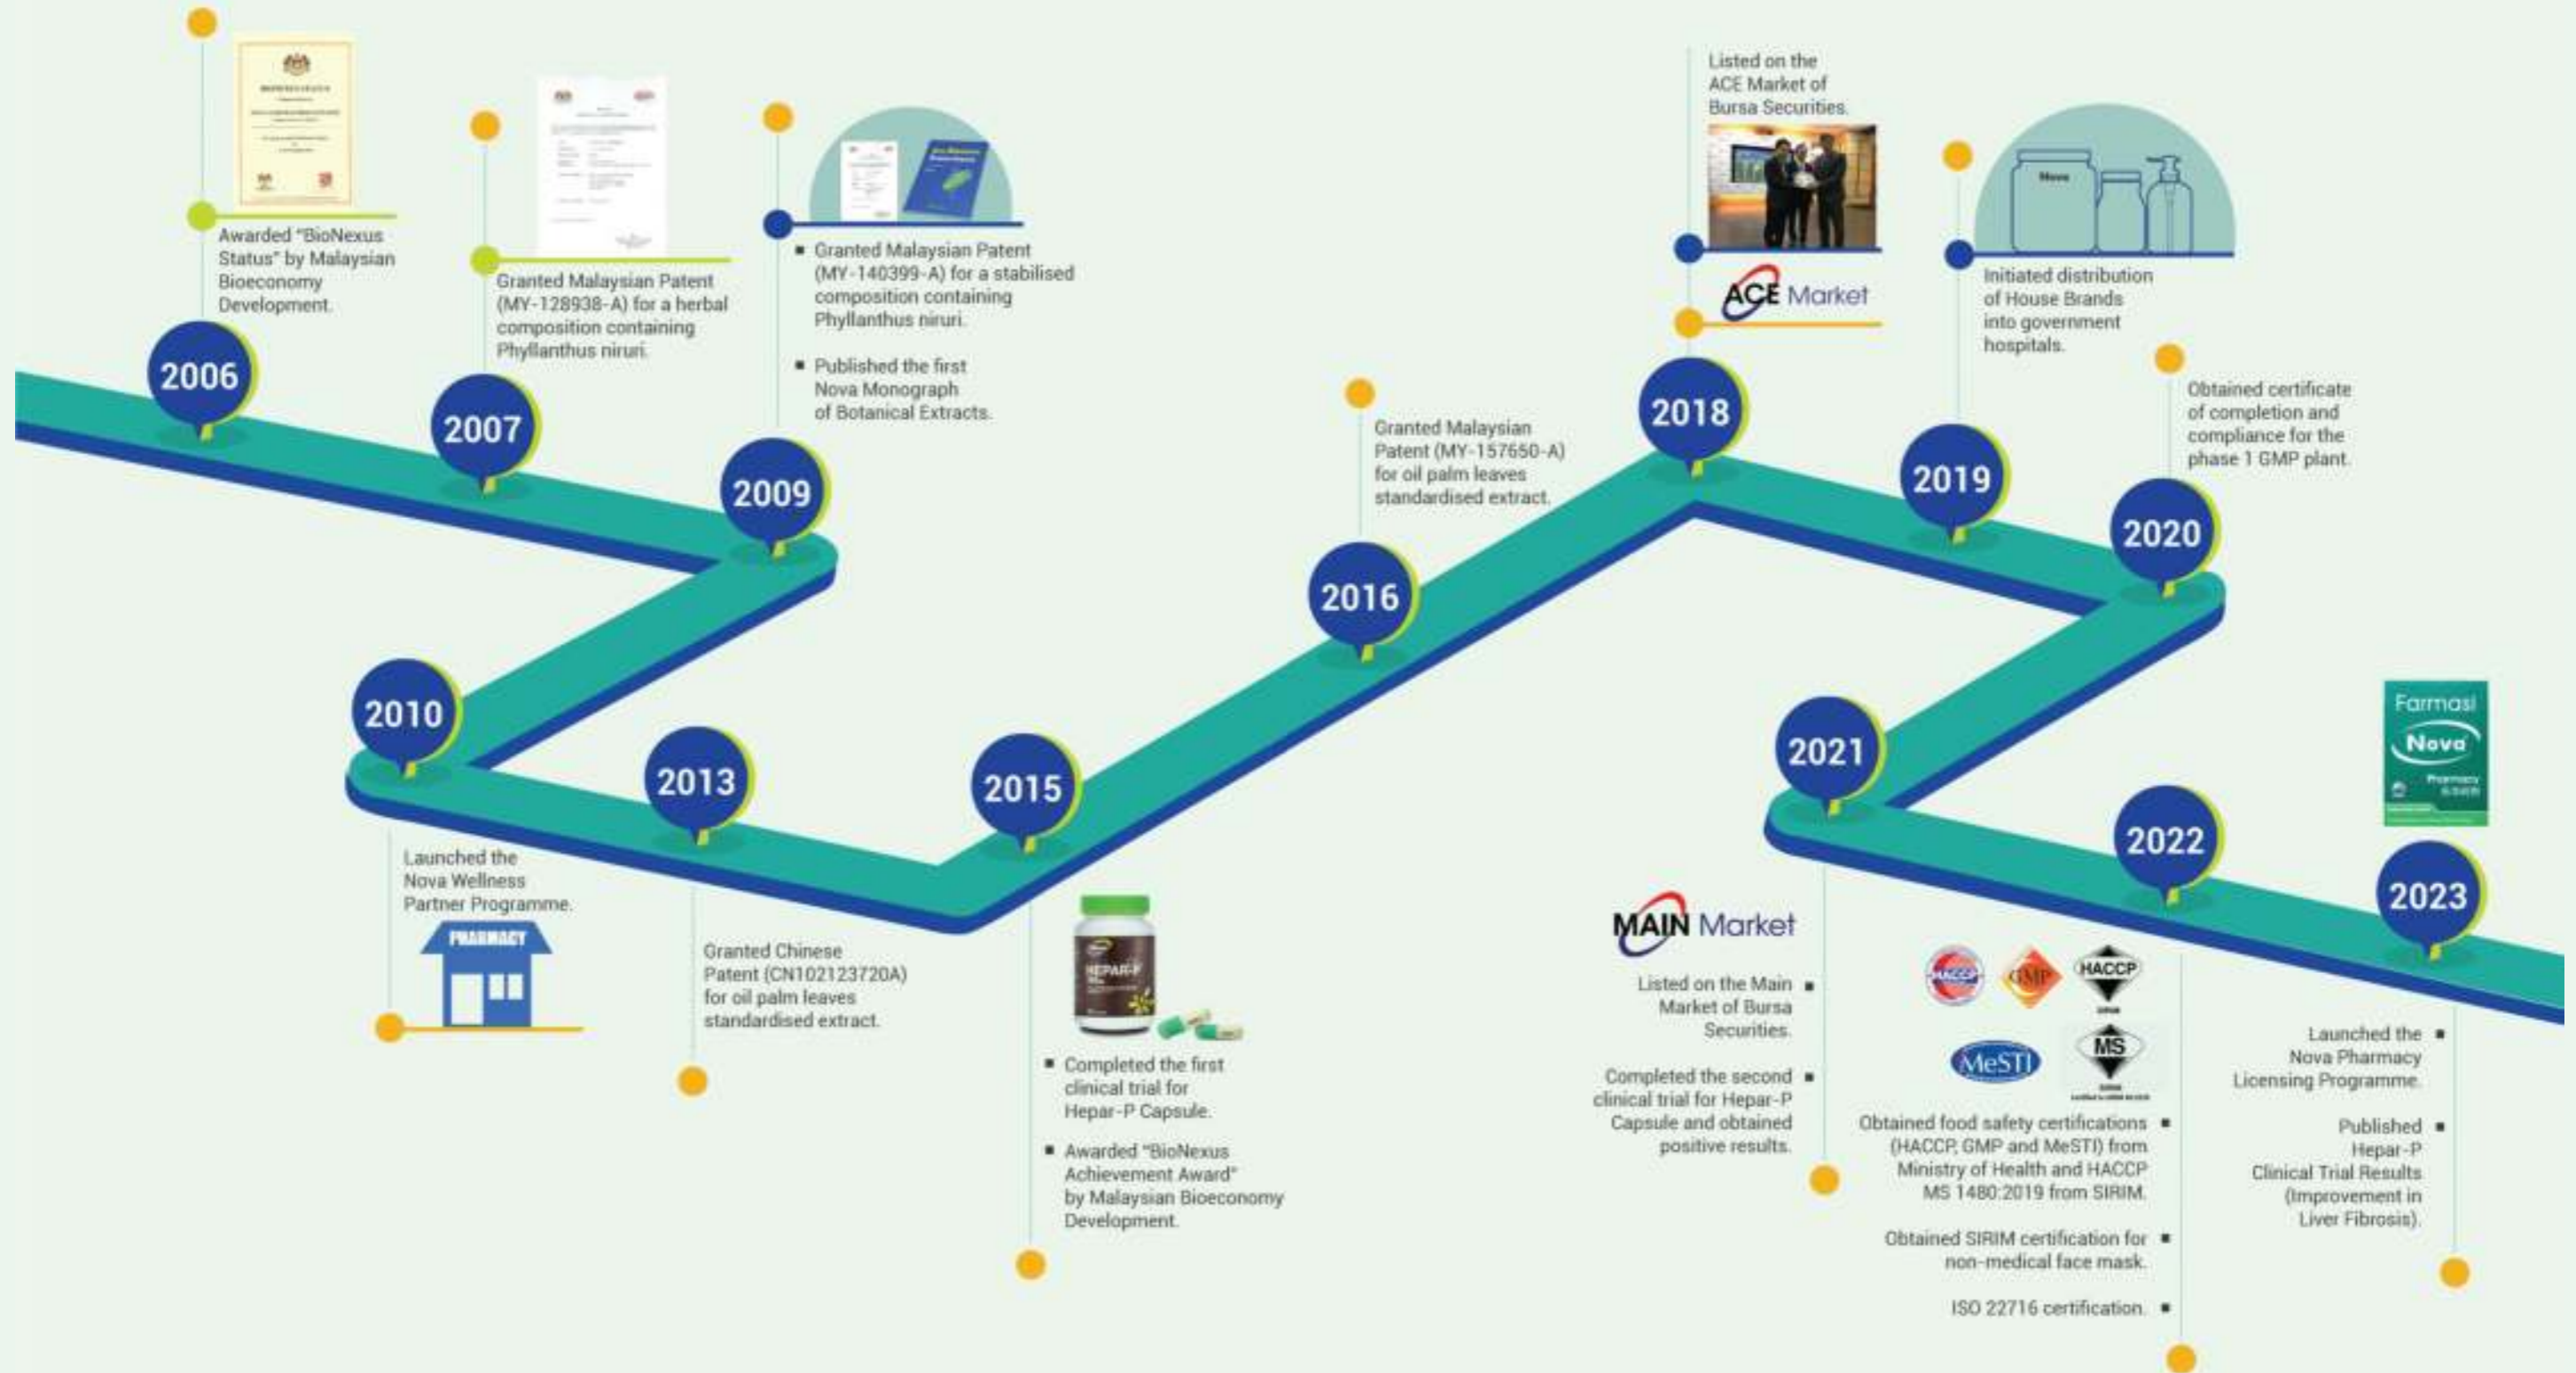 Awarded "BioNexus
Status" by Malaysian
Bioeconomy
Development.
2006
Granted Malaysian Patent
(MY-128938-A) for a herbal
composition containing
Phyllanthus niruri.
2007
▪ Granted Malaysian Patent
(MY-140399-A) for a stabilised
composition containing
Phyllanthus niruri.
▪ Published the first
Nova Monograph
of Botanical Extracts.
2009
2010
Launched the
Nova Wellness
Partner Programme.
PHARMACY
2013
Granted Chinese
Patent (CN102123720A)
for oil palm leaves
standardised extract.
2015
HEPAR-P
▪ Completed the first
clinical trial for
Hepar-P Capsule.
▪ Awarded "BioNexus
Achievement Award"
by Malaysian Bioeconomy
Development.
Granted Malaysian
Patent (MY-157650-A)
for oil palm leaves
standardised extract.
2016
Listed on the
ACE Market of
Bursa Securities.
ACE Market
2018
Nova
Initiated distribution
of House Brands
into government
hospitals.
2019
Obtained certificate
of completion and
compliance for the
phase 1 GMP plant.
2020
2021
MAIN Market
Listed on the Main ▪
Market of Bursa
Securities.
Completed the second ▪
clinical trial for Hepar-P
Capsule and obtained
positive results.
2022
HACCP
GMP
HACCP
MeSTI
MS
Obtained food safety certifications ▪
(HACCP, GMP and MeSTI) from
Ministry of Health and HACCP
MS 1480:2019 from SIRIM.
Obtained SIRIM certification for ▪
non-medical face mask.
ISO 22716 certification. ▪
Farmasi
Nova
Pharmacy
2023
Launched the ▪
Nova Pharmacy
Licensing Programme.
Published ▪
Hepar-P
Clinical Trial Results
(Improvement in
Liver Fibrosis).